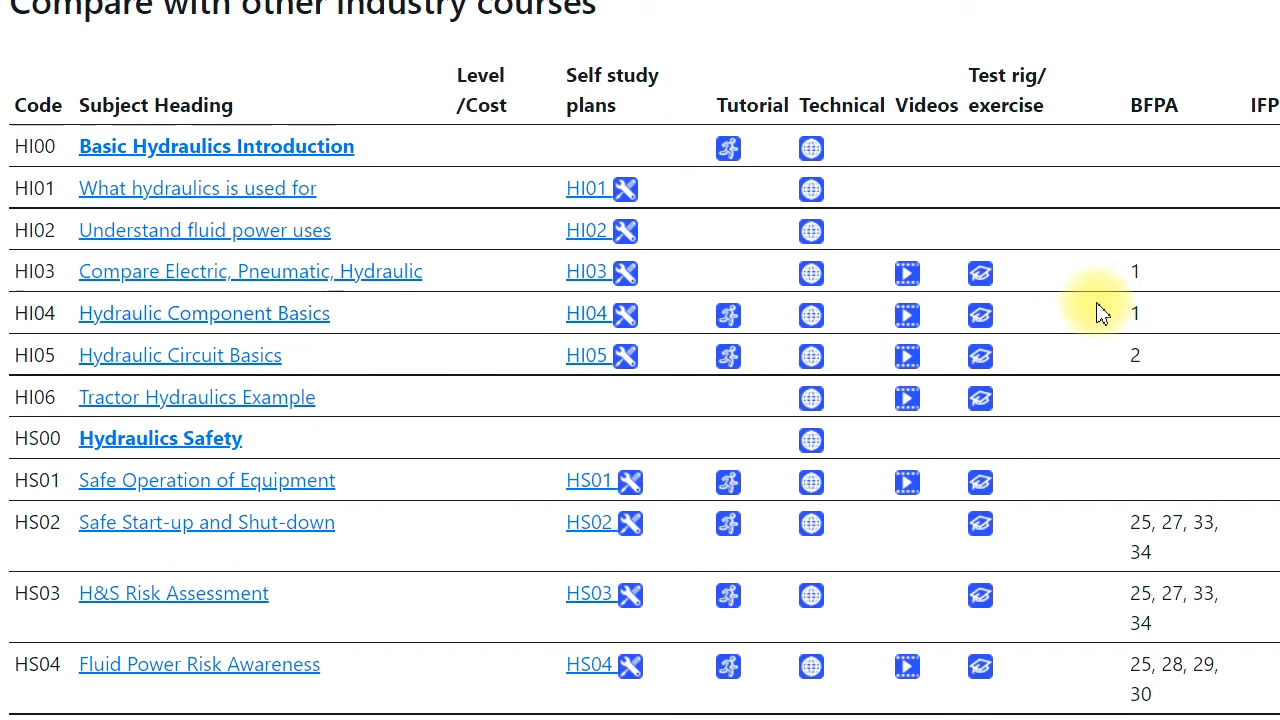 Compare with other industry courses
Code Subject Heading Level /Cost Self study plans Tutorial Technical Videos Test rig/ exercise BFPA IFP
HI00 Basic Hydraulics Introduction
HI01 What hydraulics is used for HI01
HI02 Understand fluid power uses HI02
HI03 Compare Electric, Pneumatic, Hydraulic HI03 1
HI04 Hydraulic Component Basics HI04 1
HI05 Hydraulic Circuit Basics HI05 2
HI06 Tractor Hydraulics Example
HS00 Hydraulics Safety
HS01 Safe Operation of Equipment HS01
HS02 Safe Start-up and Shut-down HS02 25, 27, 33,
34
HS03 H&S Risk Assessment HS03 25, 27, 33,
34
HS04 Fluid Power Risk Awareness HS04 25, 28, 29,
30